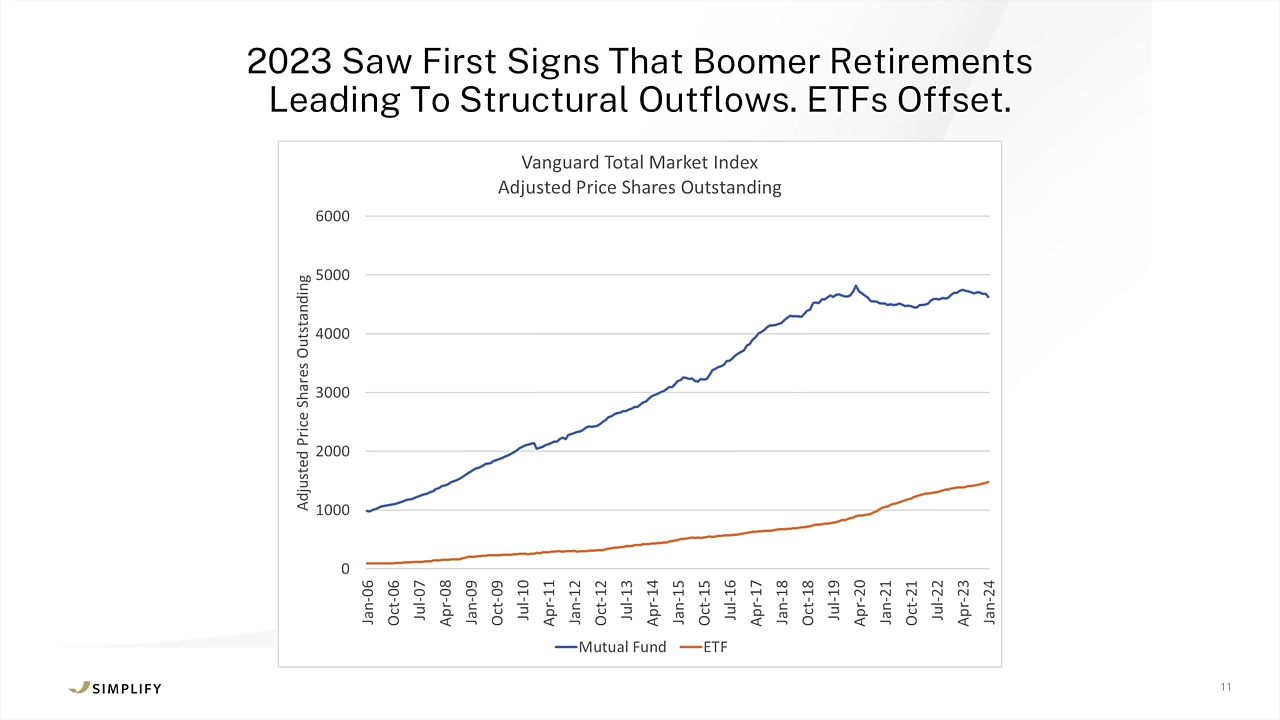 2023 Saw First Signs That Boomer Retirements
Leading To Structural Outflows. ETFs Offset.
Vanguard Total Market Index
Adjusted Price Shares Outstanding
Adjusted Price Shares Outstanding
6000
5000
4000
3000
2000
1000
0
Jan-06
Oct-06
Jul-07
Apr-08
Jan-09
Oct-09
Jul-10
Apr-11
Jan-12
Oct-12
Jul-13
Apr-14
Jan-15
Oct-15
Jul-16
Apr-17
Jan-18
Oct-18
Jul-19
Apr-20
Jan-21
Oct-21
Jul-22
Apr-23
Jan-24
Mutual Fund
ETF
SIMPLIFY
11